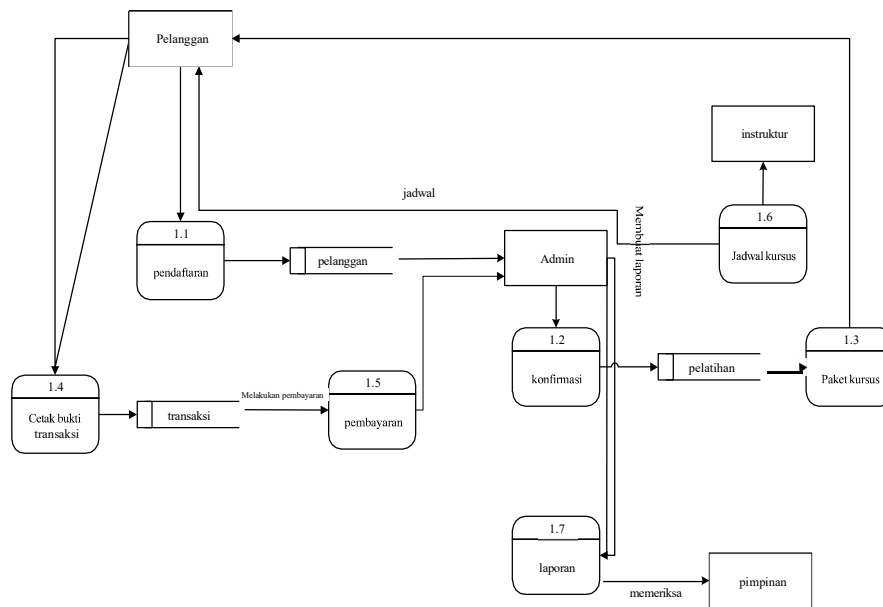 Pelanggan
instruktur
jadwal
Membuat laporan
1.6
Jadwal kursus
1.1
pendaftaran
pelanggan
Admin
1.2
konfirmasi
pelatihan
1.3
Paket kursus
1.4
Cetak bukti
transaksi
transaksi
Melakukan pembayaran
1.5
pembayaran
1.7
laporan
memeriksa
pimpinan